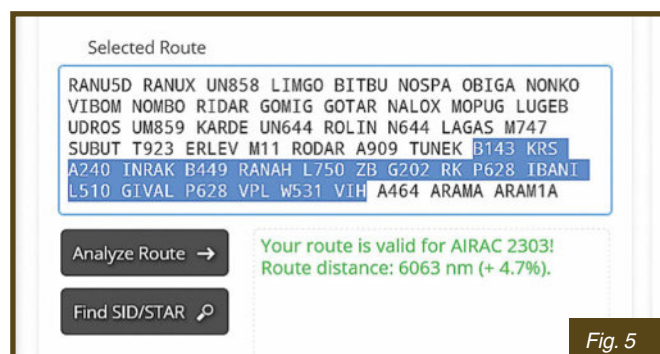 Selected Route
RANU5D RANUX UN858 LIMGO BITBU NOSPA OBIGA NONKO
VIBOM NOMBO RIDAR GOMIG GOTAR NALOX MOPUG LUGEB
UDROS UM859 KARDE UN644 ROLIN N644 LAGAS M747
SUBUT T923 ERLEV M11 RODAR A909 TUNEK B143 KRS
A240 INRAK B449 RANAH L750 ZB G202 RK P628 IBANI
L510 GIVAL P628 VPL W531 VIH A464 ARAMA ARAM1A
Analyze Route →
Your route is valid for AIRAC 2303!
Route distance: 6063 nm (+ 4.7%).
Find SID/STAR
Fig. 5